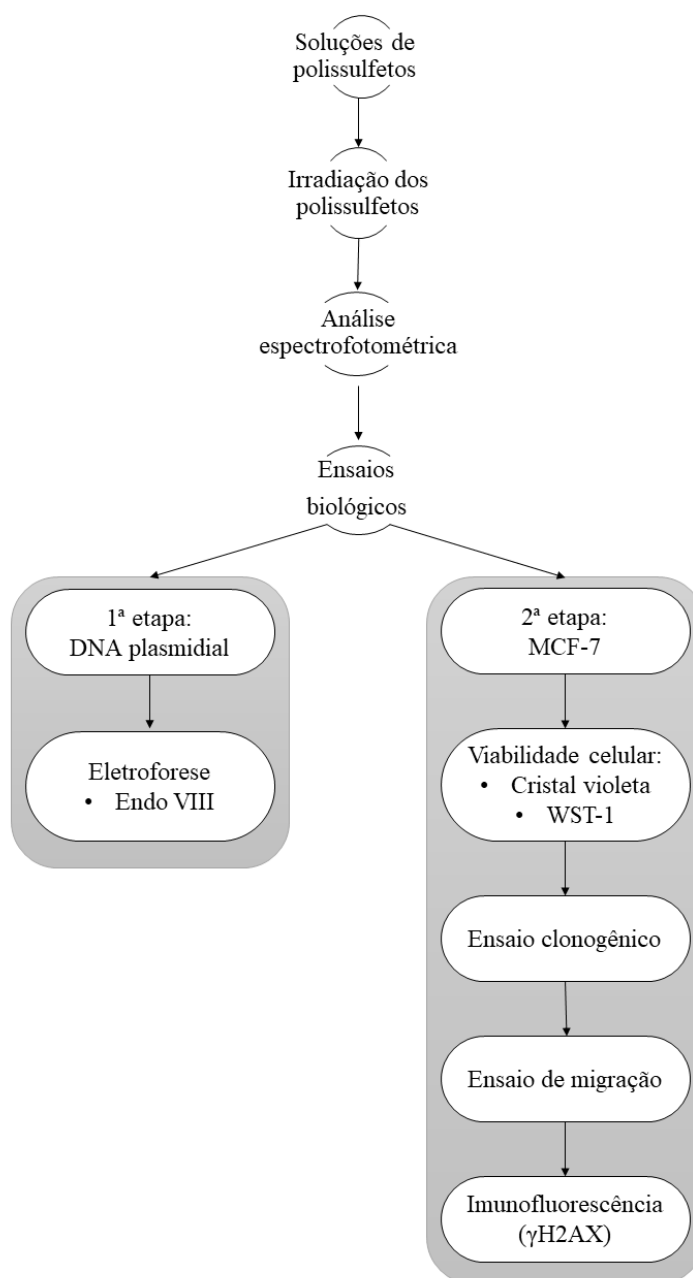 Soluções de
polissulfetos
Irradiação dos
polissulfetos
Análise
espectrofotométrica
Ensaios
biológicos
1ª etapa:
DNA plasmidial
Eletroforese
• Endo VIII
2ª etapa:
MCF-7
Viabilidade celular:
• Cristal violeta
• WST-1
Ensaio clonogênico
Ensaio de migração
Imunofluorescência
(γH2AX)